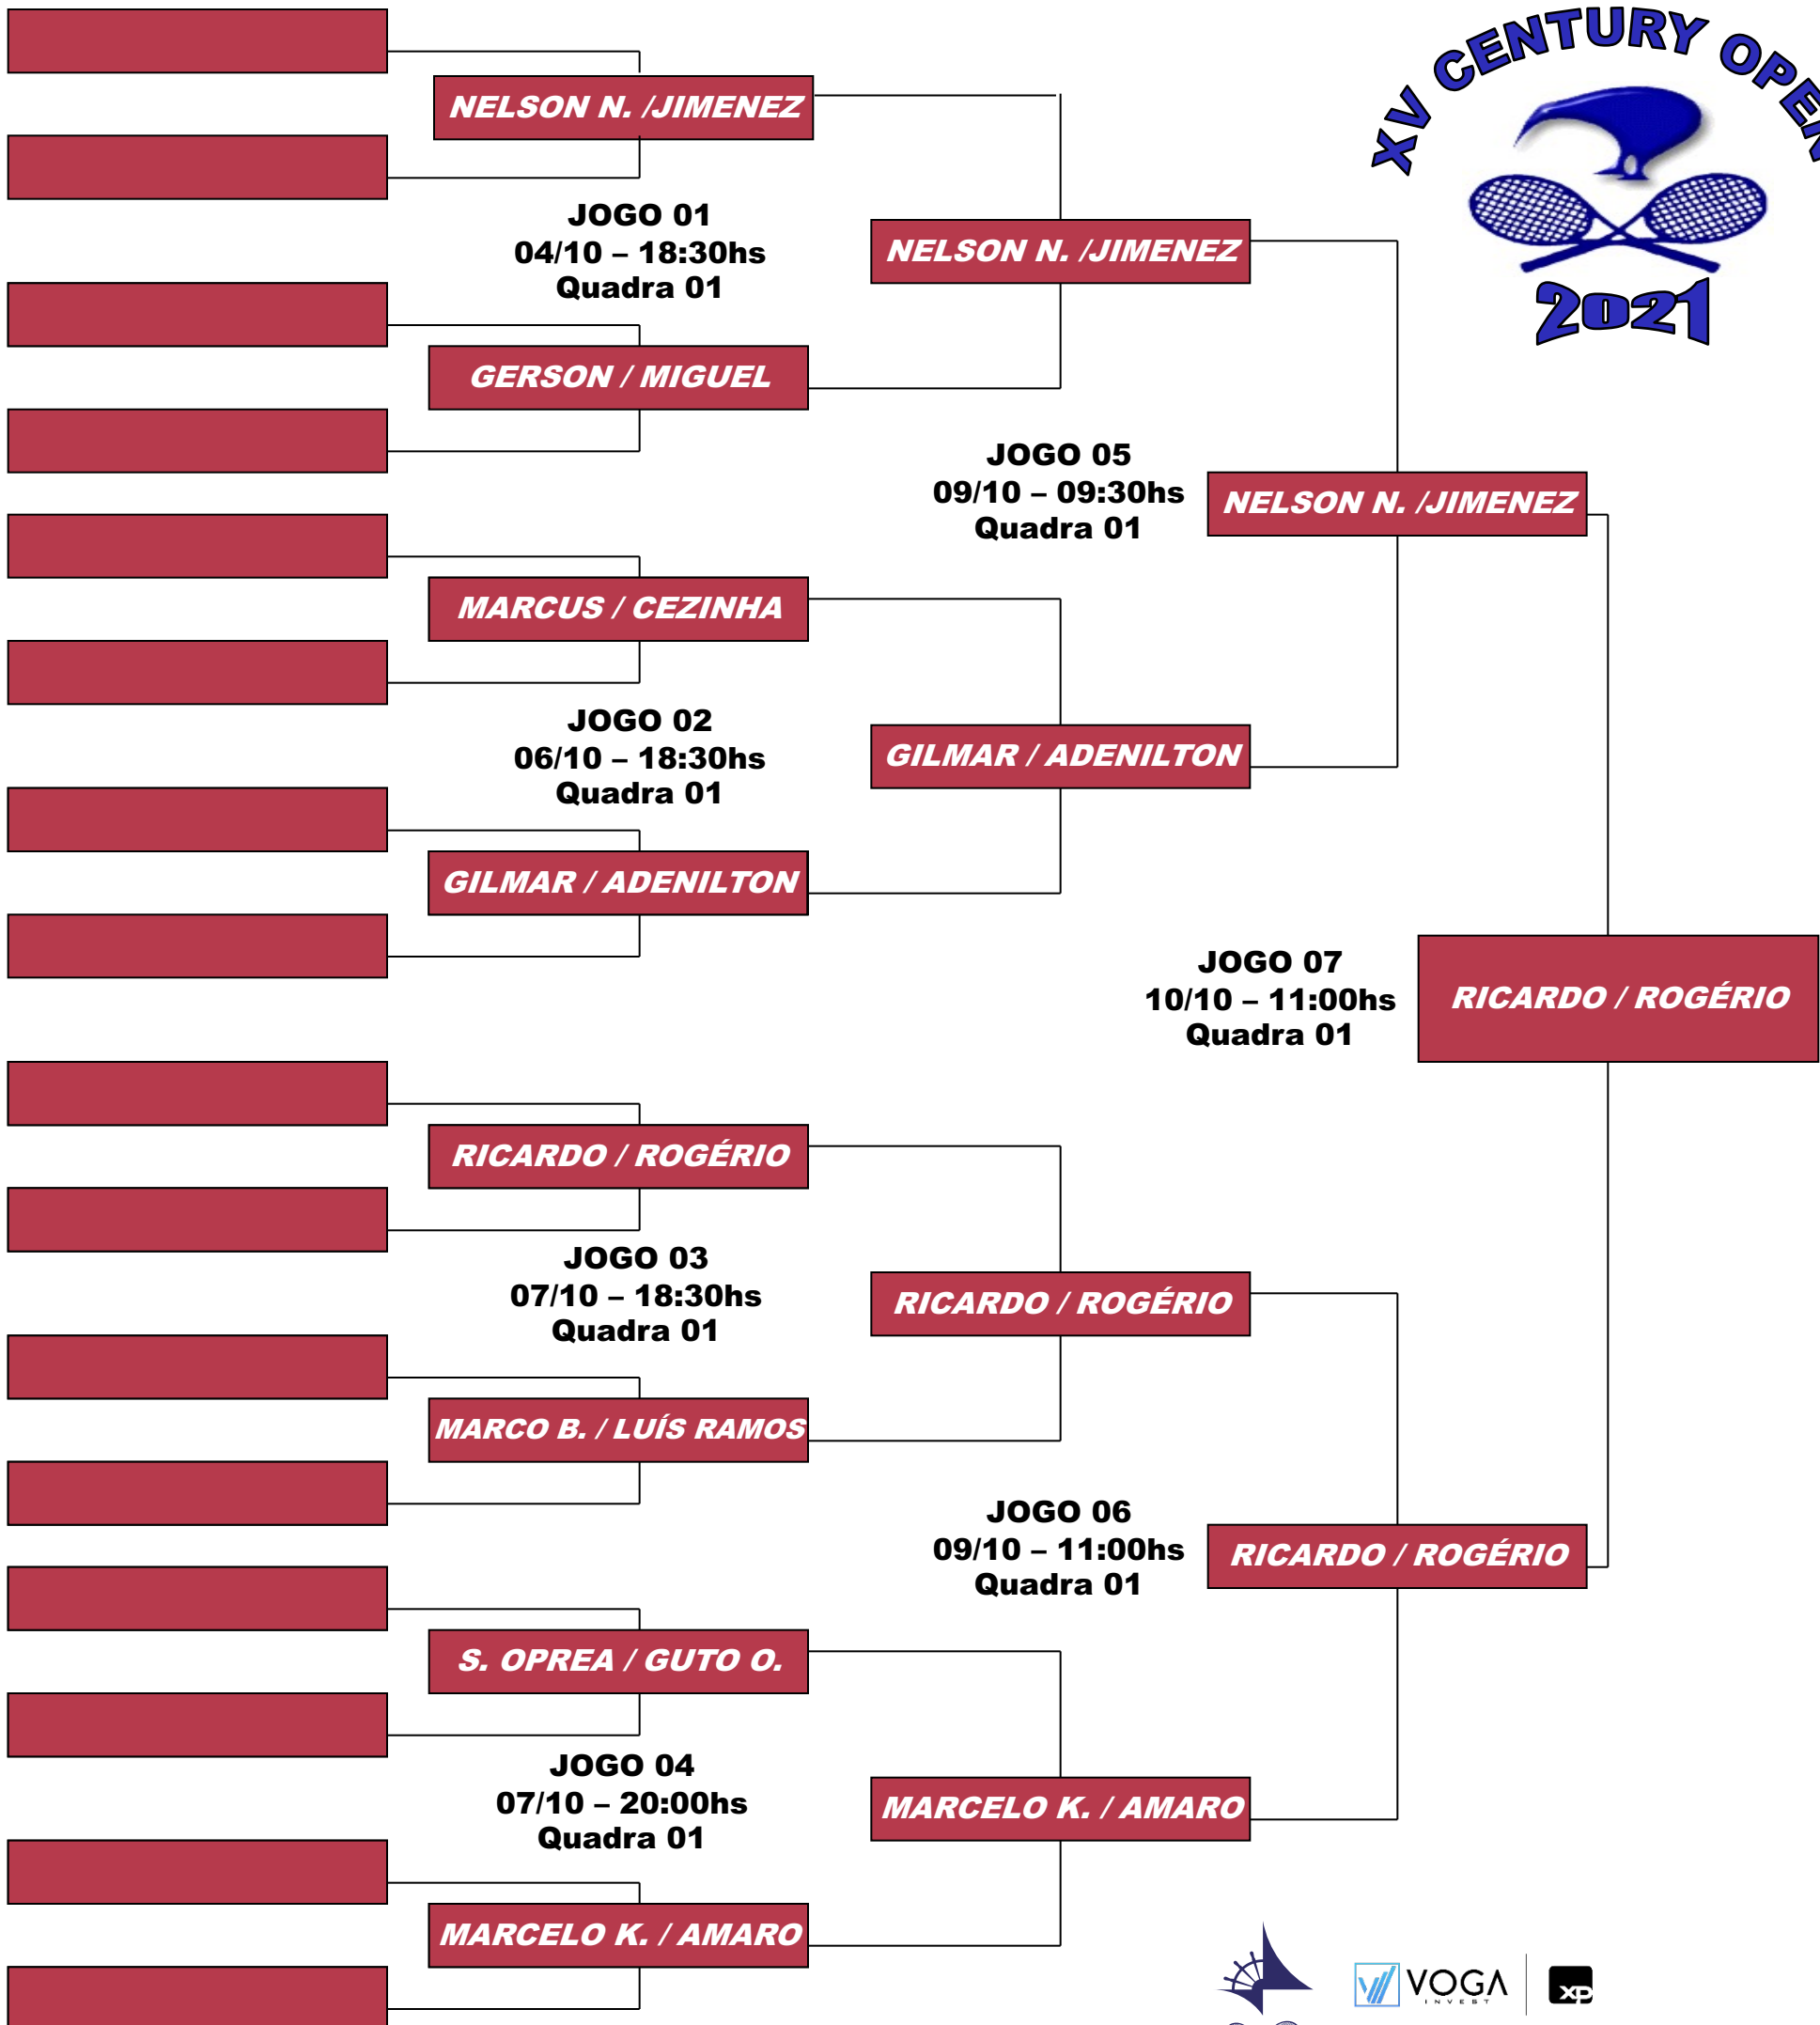 XV CENTURY OPEN
2021
NELSON N. /JIMENEZ
JOGO 01
04/10 – 18:30hs
Quadra 01
NELSON N. /JIMENEZ
GERSON / MIGUEL
JOGO 05
09/10 – 09:30hs
Quadra 01
NELSON N. /JIMENEZ
MARCUS / CEZINHA
JOGO 02
06/10 – 18:30hs
Quadra 01
GILMAR / ADENILTON
GILMAR / ADENILTON
JOGO 07
10/10 – 11:00hs
Quadra 01
RICARDO / ROGÉRIO
RICARDO / ROGÉRIO
JOGO 03
07/10 – 18:30hs
Quadra 01
RICARDO / ROGÉRIO
MARCO B. / LUÍS RAMOS
JOGO 06
09/10 – 11:00hs
Quadra 01
RICARDO / ROGÉRIO
S. OPREA / GUTO O.
JOGO 04
07/10 – 20:00hs
Quadra 01
MARCELO K. / AMARO
MARCELO K. / AMARO
VOGA
INVEST
XP